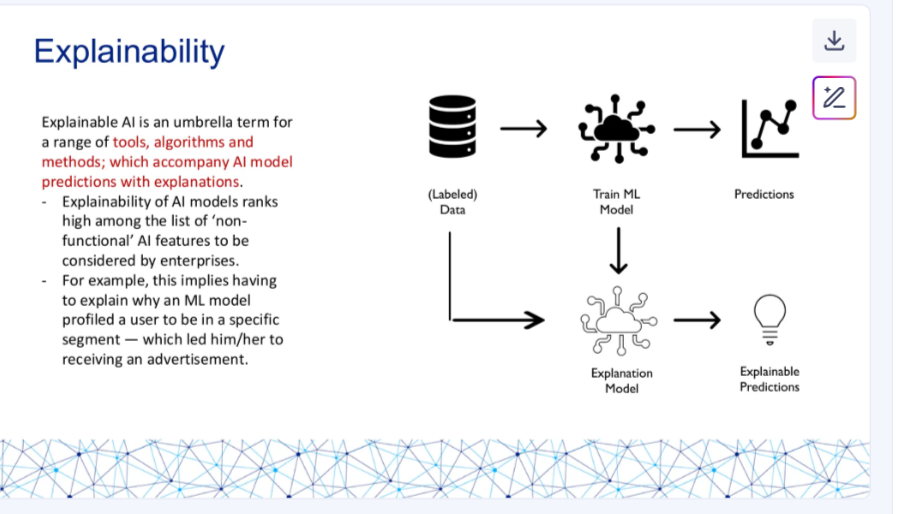 Explainability
Explainable AI is an umbrella term for
a range of tools, algorithms and
methods; which accompany AI model
predictions with explanations.
- Explainability of AI models ranks
high among the list of ‘non-
functional’ AI features to be
considered by enterprises.
- For example, this implies having
to explain why an ML model
profiled a user to be in a specific
segment — which led him/her to
receiving an advertisement.
(Labeled)
Data
Train ML
Model
Predictions
Explanation
Model
Explainable
Predictions